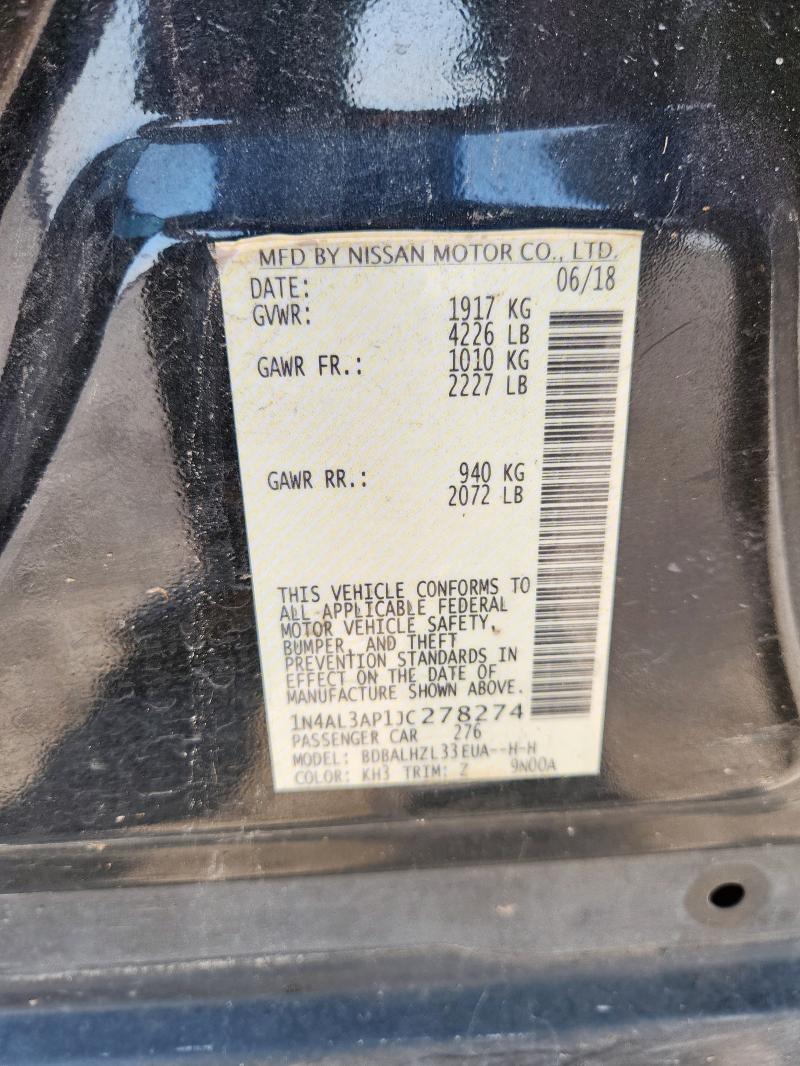 MFD BY NISSAN MOTOR CO., LTD.
DATE: 06/18
GVWR: 1917 KG
4226 LB
GAWR FR.: 1010 KG
2227 LB
GAWR RR.: 940 KG
2072 LB
THIS VEHICLE CONFORMS TO
ALL APPLICABLE FEDERAL
MOTOR VEHICLE SAFETY,
BUMPER, AND THEFT
PREVENTION STANDARDS IN
EFFECT ON THE DATE OF
MANUFACTURE SHOWN ABOVE.
1N4AL3AP1JC278274
PASSENGER CAR 276
MODEL: BDBALHZL33EUA--H-H
COLOR: KH3 TRIM: Z 9N00A